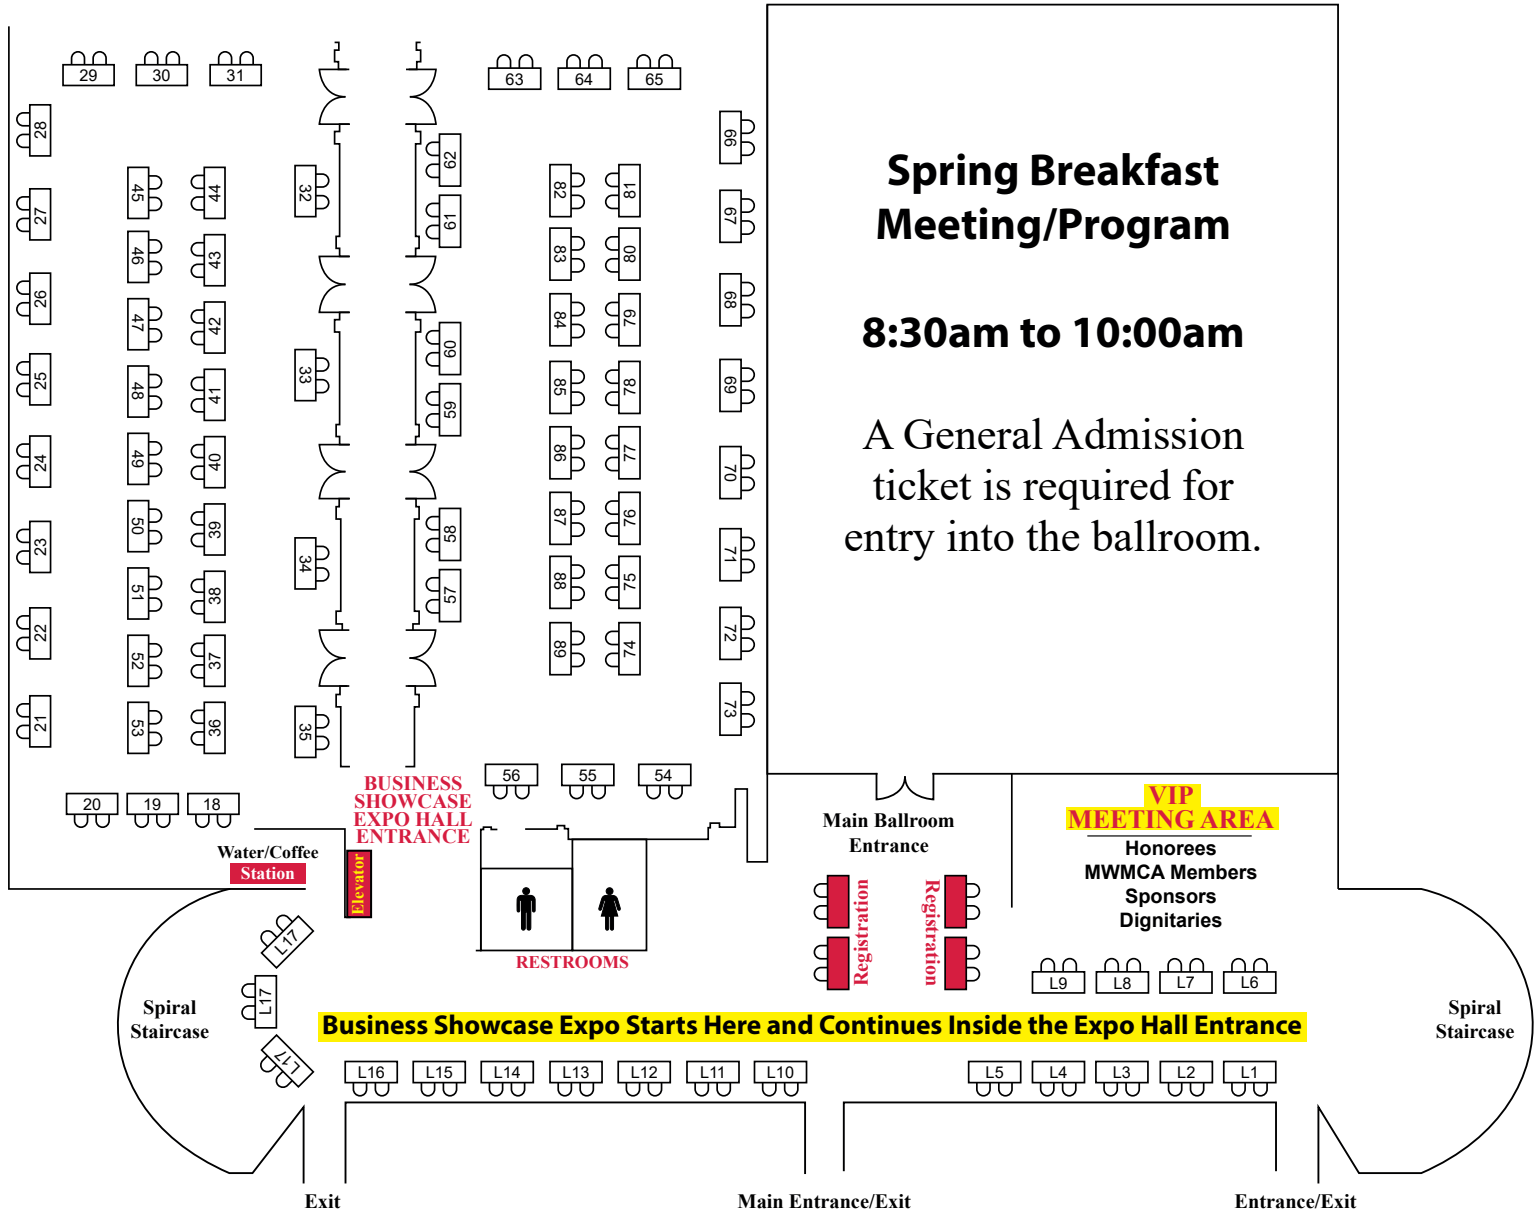 29 30 31
63 64 65
28
27
26
25
24
23
22
21
45
46
47
48
49
50
51
52
53
44
43
42
41
40
39
38
37
36
32
33
34
35
62
61
60
59
58
57
82
83
84
85
86
87
88
89
81
80
79
78
77
76
75
74
66
67
68
69
70
71
72
73
Spring Breakfast
Meeting/Program
8:30am to 10:00am
A General Admission
ticket is required for
entry into the ballroom.
20 19 18
56 55 54
BUSINESS
SHOWCASE
EXPO HALL
ENTRANCE
Water/Coffee
Station
Elevator
RESTROOMS
Main Ballroom
Entrance
Registration
Registration
Registration
Registration
VIP
MEETING AREA
Honorees
MWMCA Members
Sponsors
Dignitaries
L17
L17
L17
L9 L8 L7 L6
Spiral
Staircase
Business Showcase Expo Starts Here and Continues Inside the Expo Hall Entrance
Spiral
Staircase
L16 L15 L14 L13 L12 L11 L10 L5 L4 L3 L2 L1
Exit
Main Entrance/Exit
Entrance/Exit